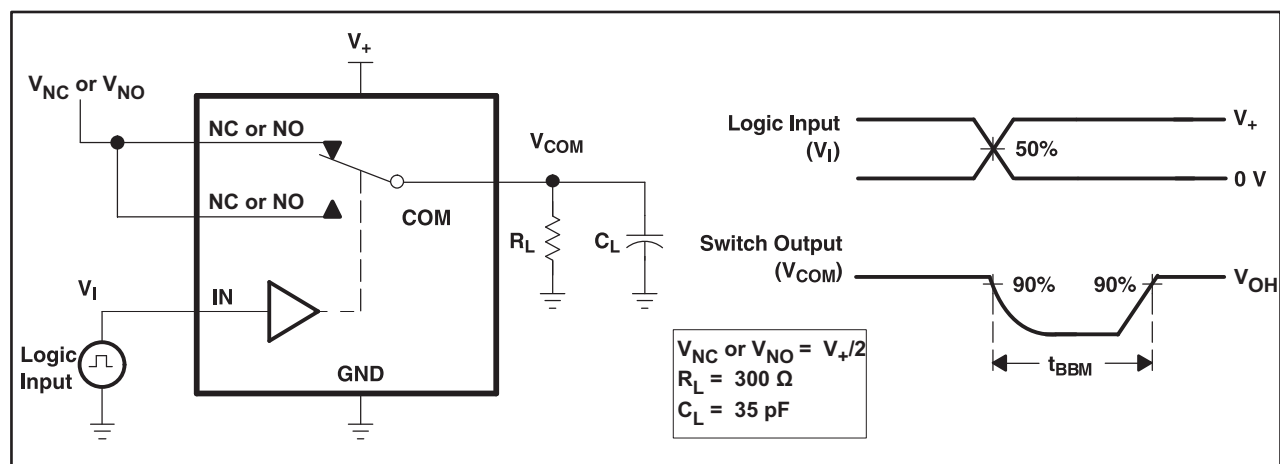 V+
VNC or VNO
NC or NO
NC or NO
COM
VCOM
RL
CL
VI
IN
Logic
Input
GND
VNC or VNO = V+/2
RL = 300 Ω
CL = 35 pF
Logic Input
(VI)
V+
50%
0 V
Switch Output
(VCOM)
90%
90%
VOH
tBBM